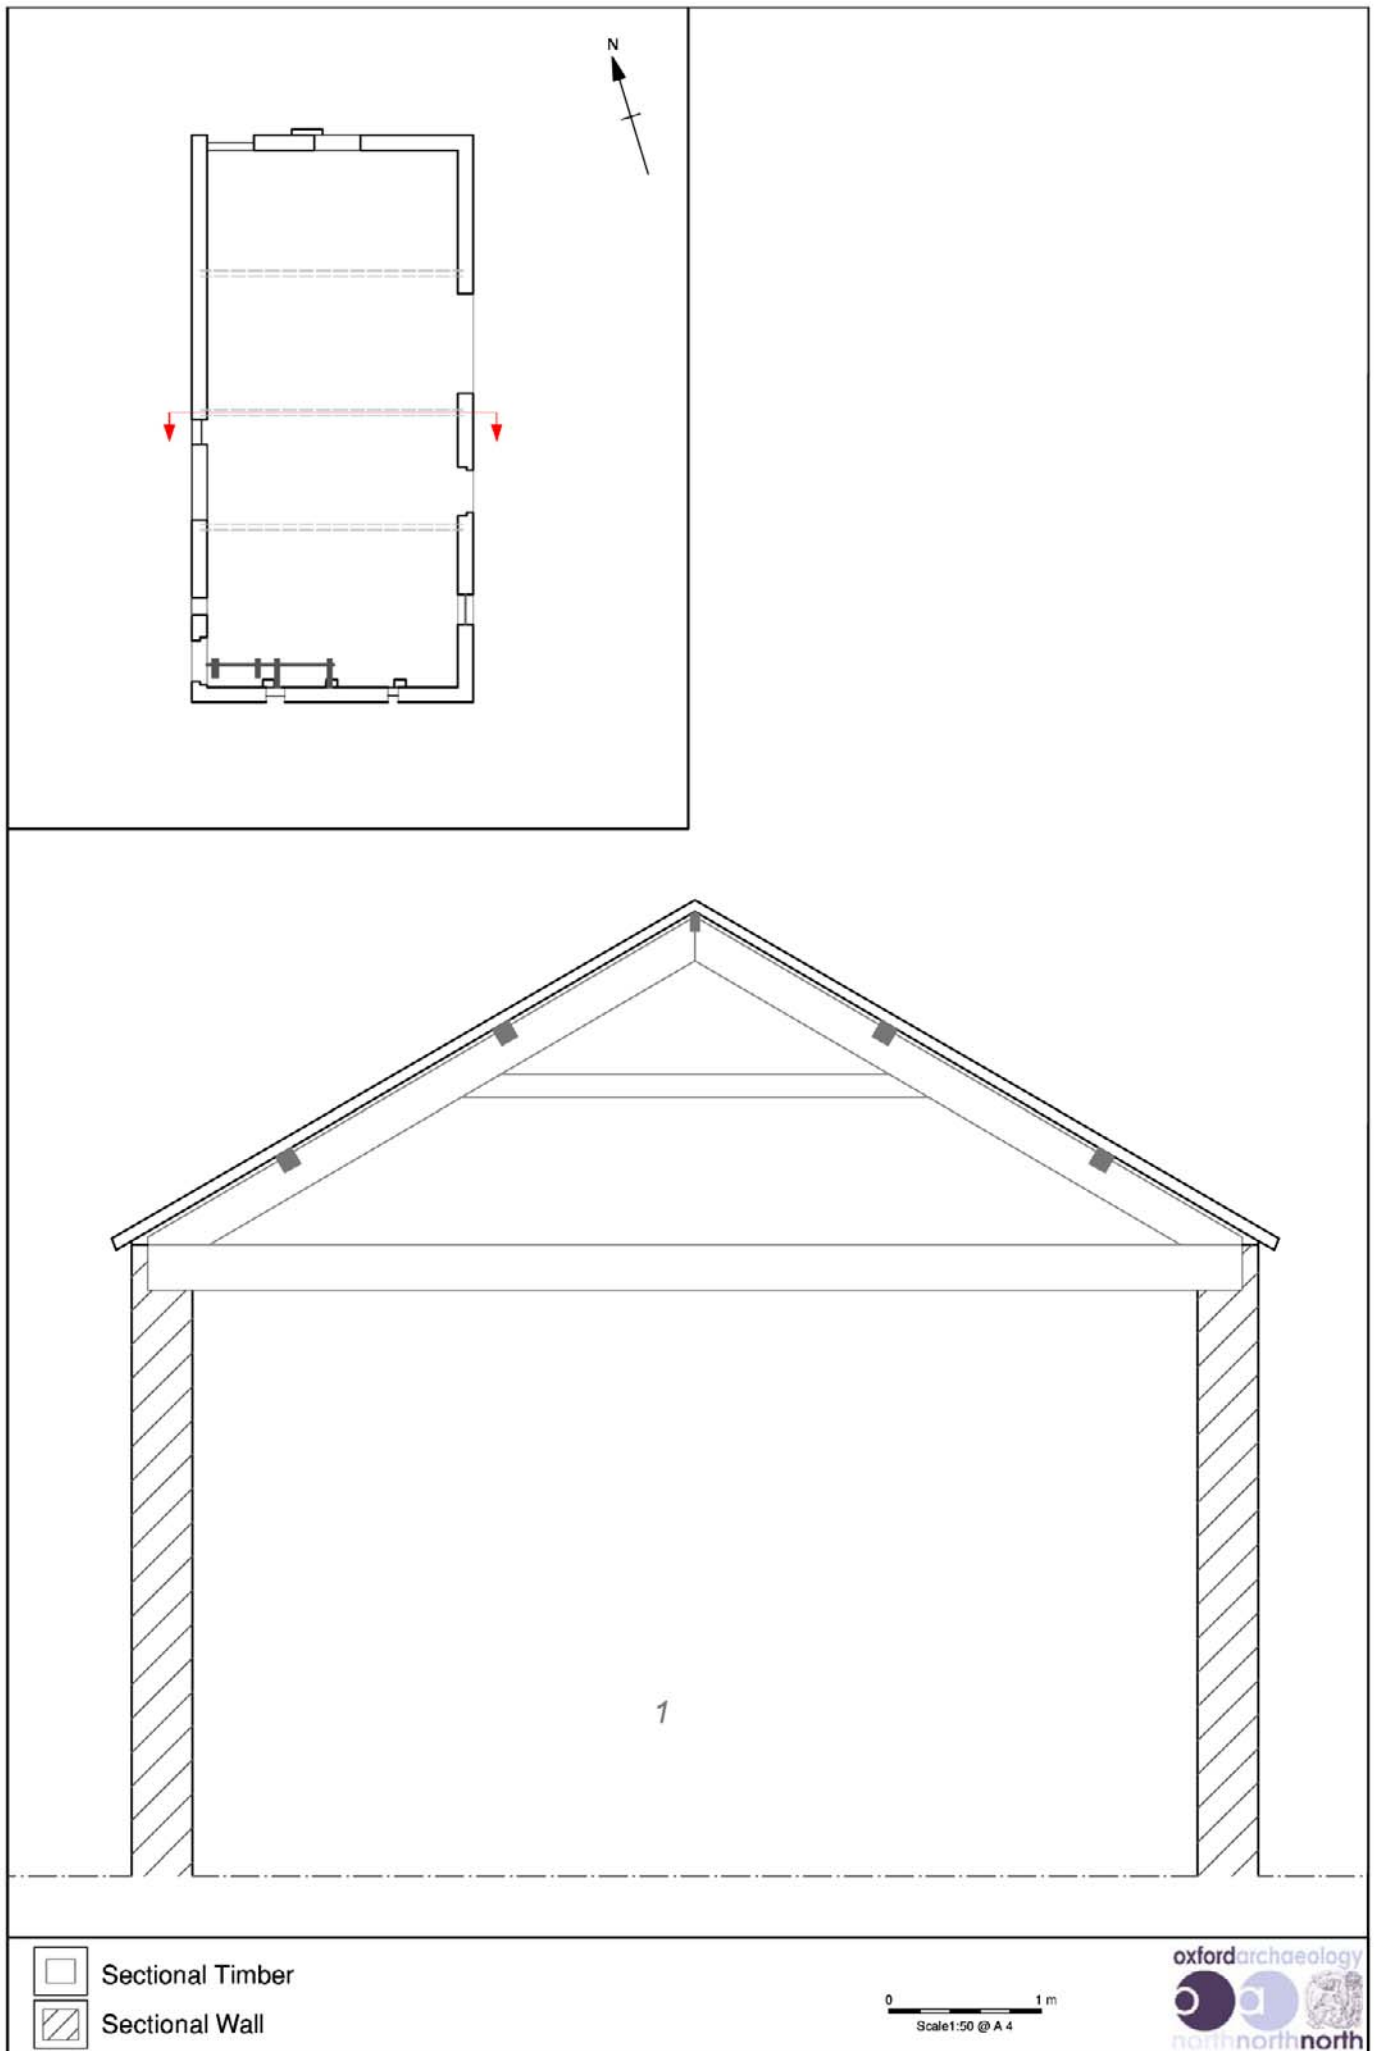 N
1
Sectional Timber
Sectional Wall
0 1 m
Scale1:50 @ A 4
oxfordarchaeology
northnorthnorth